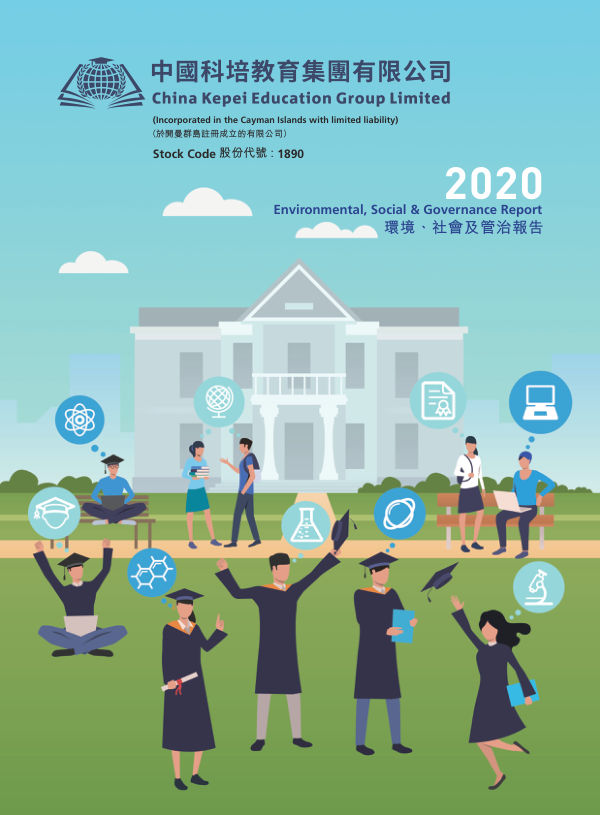 中國科培教育集團有限公司
China Kepei Education Group Limited
(Incorporated in the Cayman Islands with limited liability)
（於開曼群島註冊成立的有限公司）
Stock Code 股份代號：1890
2020
Environmental, Social & Governance Report
環境、社會及管治報告